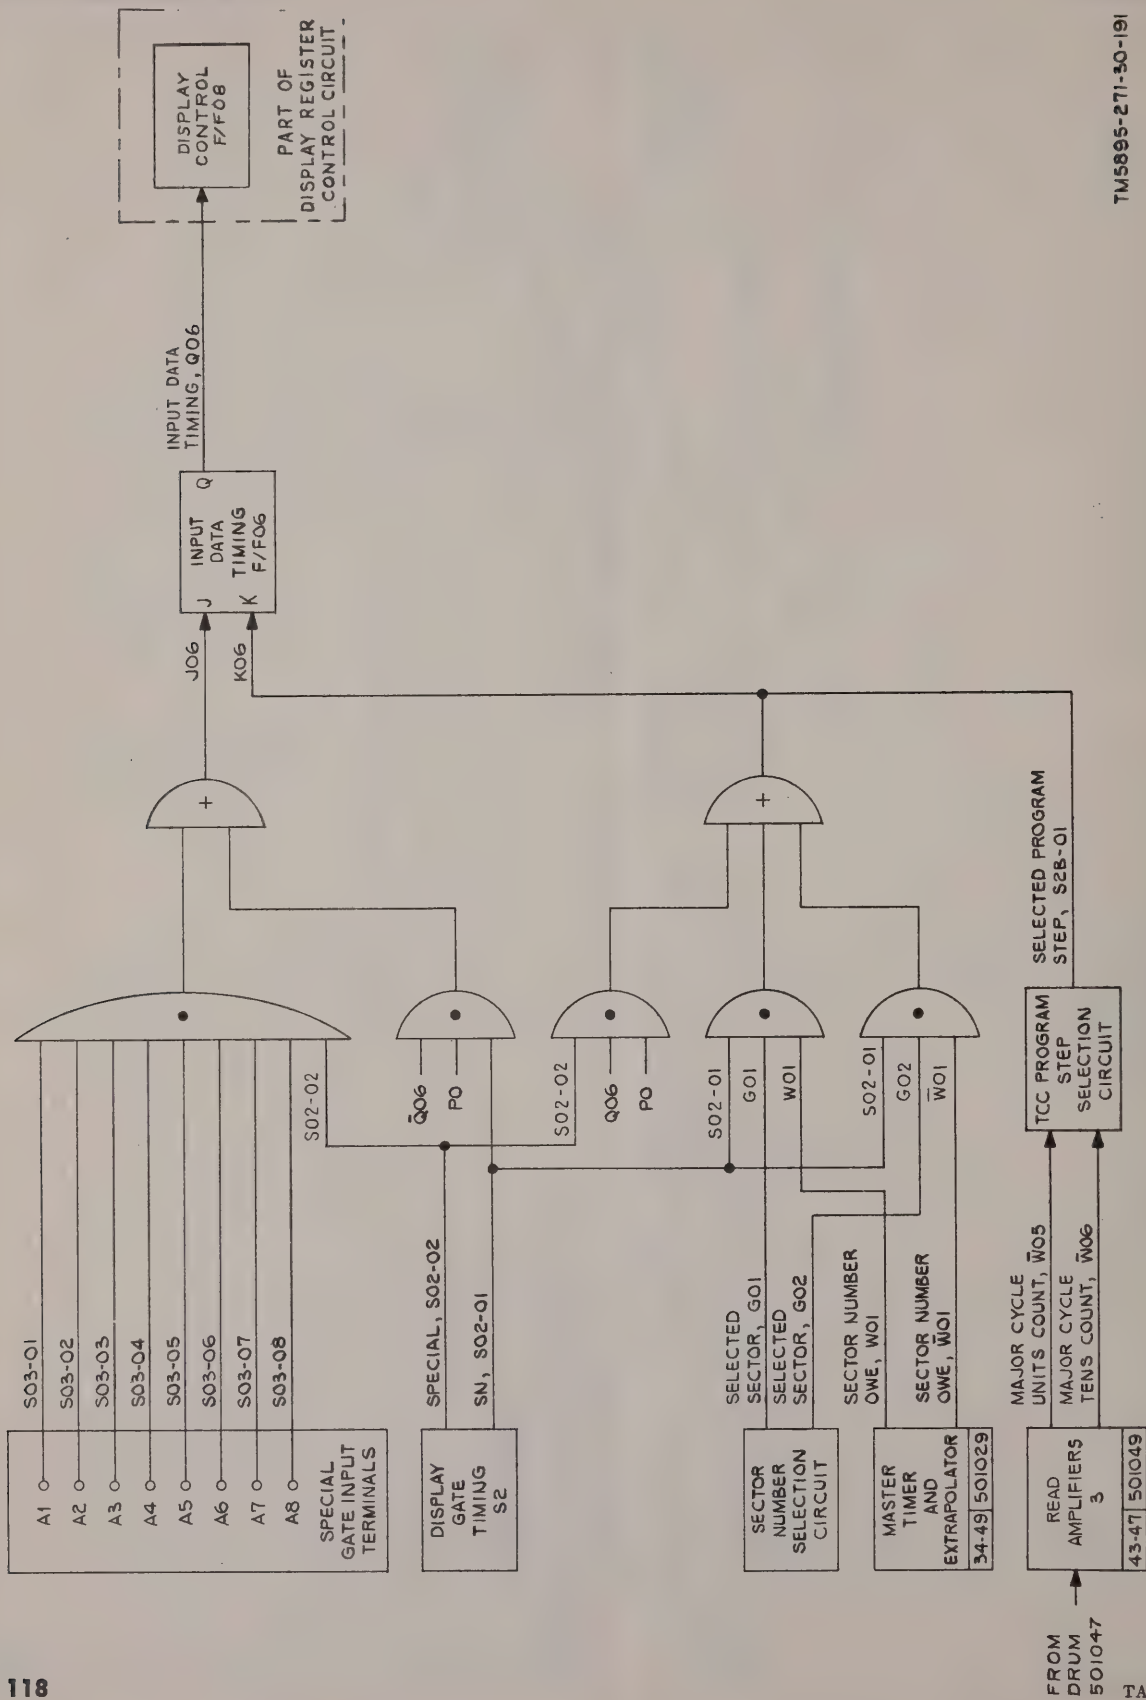 118
TM5895-271-30-191
A1
A2
A3
A4
A5
A6
A7
A8
SPECIAL
GATE INPUT
TERMINALS
S03-01
S03-02
S03-03
S03-04
S03-05
S03-06
S03-07
S03-08
S02-02
+
J06
K06
J
K
INPUT
DATA
TIMING
F/F06
Q
INPUT DATA
TIMING, Q06
DISPLAY
CONTROL
F/F08
PART OF
DISPLAY REGISTER
CONTROL CIRCUIT
DISPLAY
GATE
TIMING
S2
SPECIAL, S02-02
SN, S02-01
Q̅06
P0
S02-02
Q06
P0
SECTOR
NUMBER
SELECTION
CIRCUIT
SELECTED
SECTOR, G01
SELECTED
SECTOR, G02
S02-01
G01
W01
+
MASTER
TIMER
AND
EXTRAPOLATOR
34-49 501029
SECTOR NUMBER
OWE, W01
SECTOR NUMBER
OWE, W̅01
S02-01
G02
W̅01
FROM
DRUM
501047
READ
AMPLIFIERS
3
43-47 501049
MAJOR CYCLE
UNITS COUNT, W̅05
MAJOR CYCLE
TENS COUNT, W̅06
TCC PROGRAM
STEP
SELECTION
CIRCUIT
SELECTED PROGRAM
STEP, S2B-01
TA